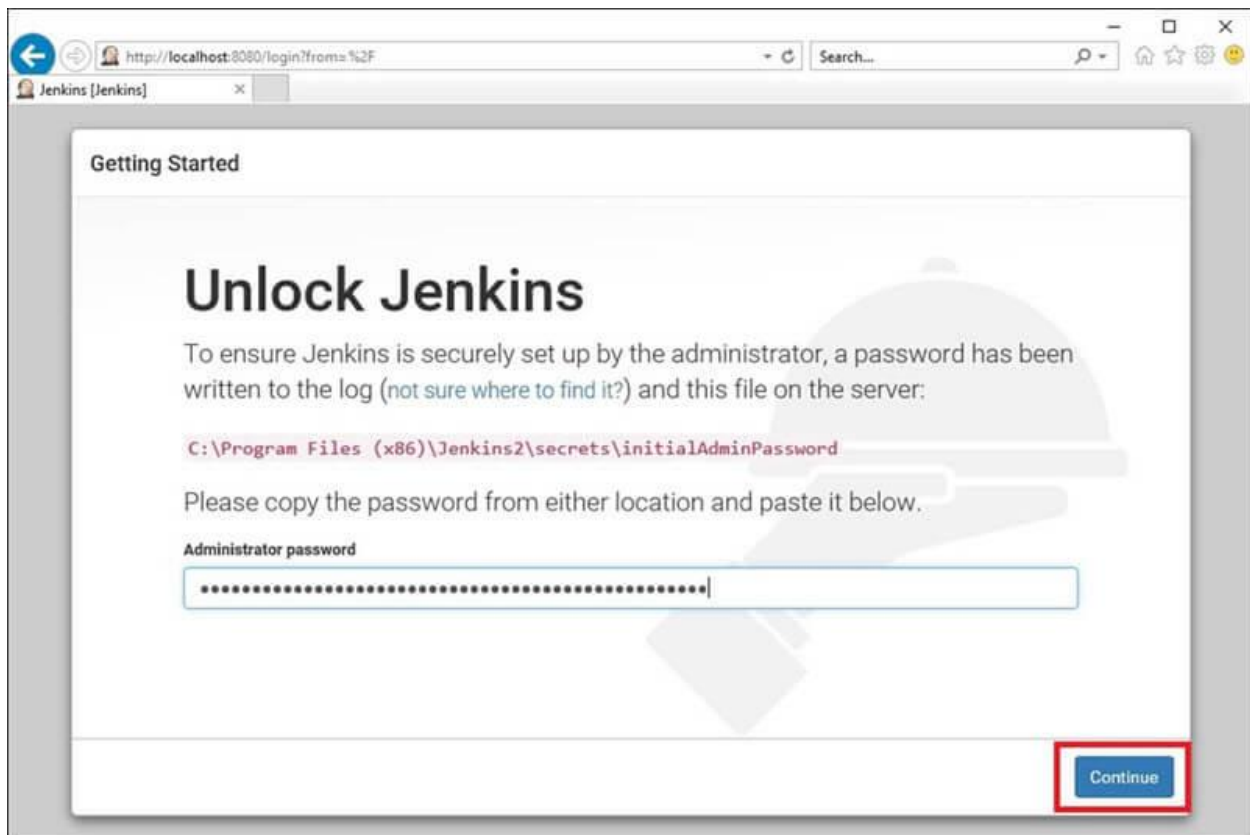 http://localhost:8080/login?from=%2F
Search...
Jenkins [Jenkins]
Getting Started
Unlock Jenkins
To ensure Jenkins is securely set up by the administrator, a password has been
written to the log (not sure where to find it?) and this file on the server:
C:\Program Files (x86)\Jenkins2\secrets\initialAdminPassword
Please copy the password from either location and paste it below.
Administrator password
Continue